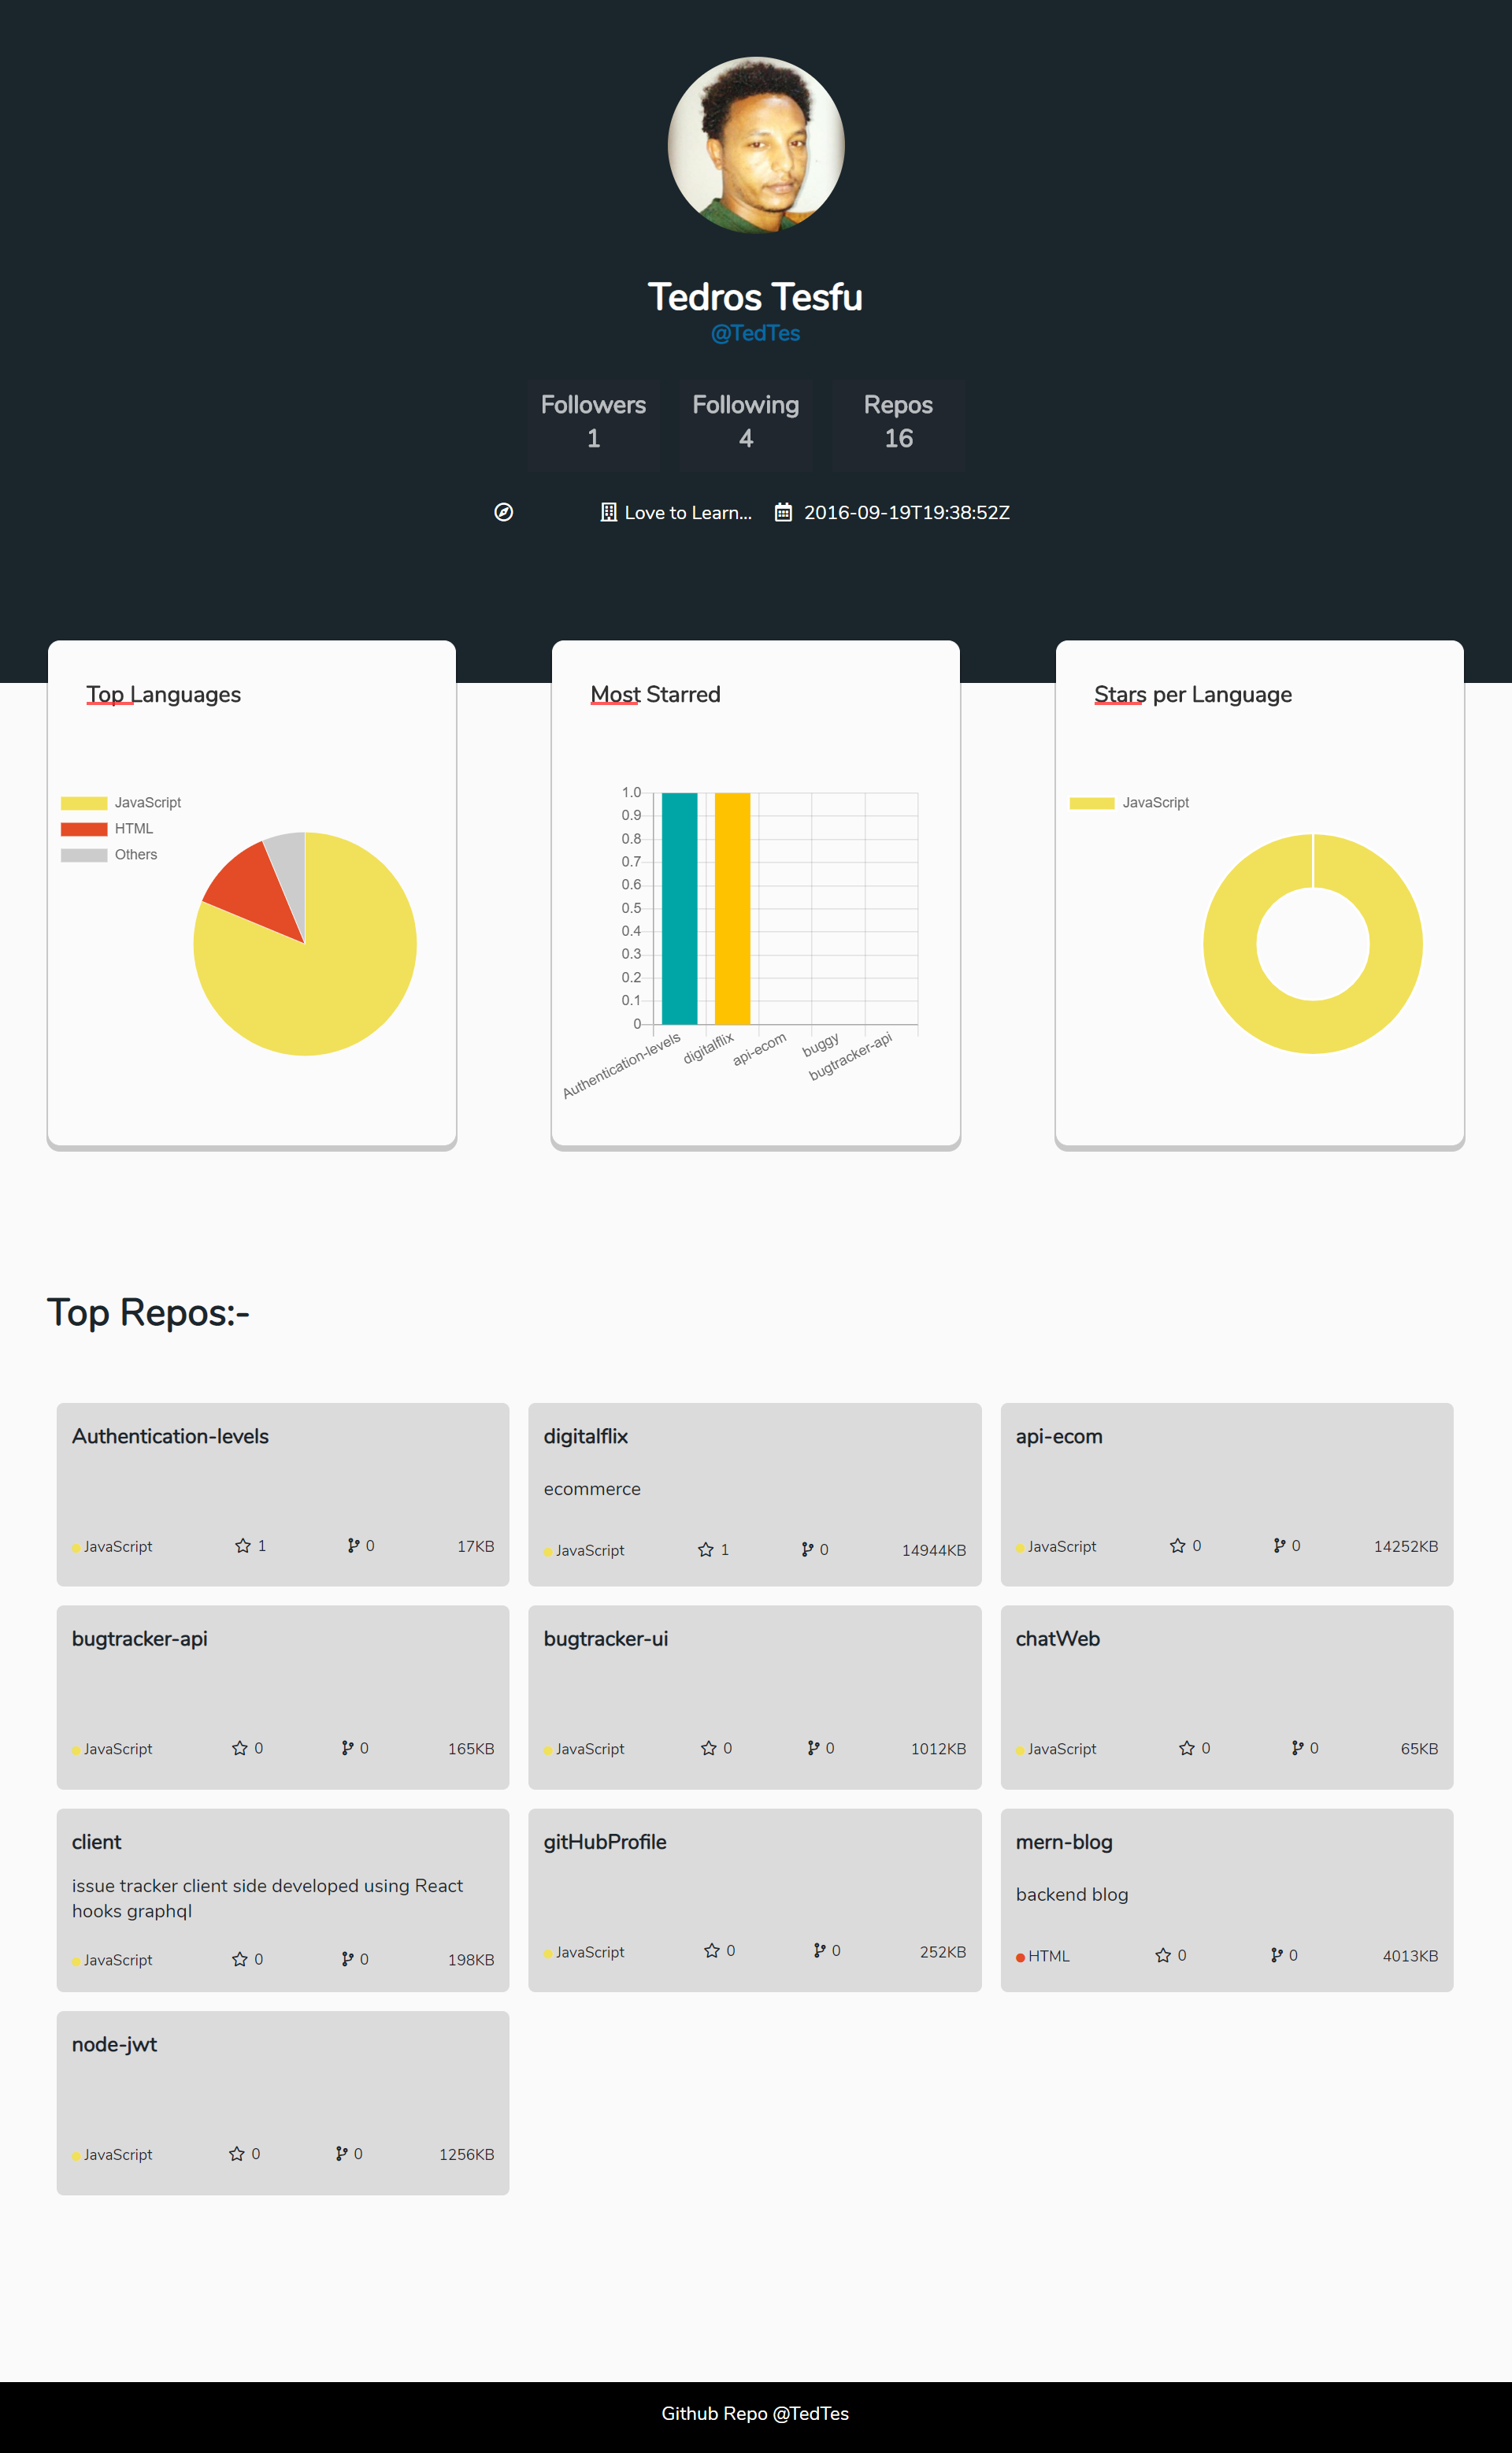 Tedros Tesfu
@TedTes
Followers
1
Following
4
Repos
16
Love to Learn...
2016-09-19T19:38:52Z
Top Languages
JavaScript
HTML
Others
Most Starred
1.0
0.9
0.8
0.7
0.6
0.5
0.4
0.3
0.2
0.1
0
Authentication-levels
digitalflix
api-ecom
buggy
bugtracker-api
Stars per Language
JavaScript
Top Repos:-
Authentication-levels
JavaScript 1 0 17KB
digitalflix
ecommerce
JavaScript 1 0 14944KB
api-ecom
JavaScript 0 0 14252KB
bugtracker-api
JavaScript 0 0 165KB
bugtracker-ui
JavaScript 0 0 1012KB
chatWeb
JavaScript 0 0 65KB
client
issue tracker client side developed using React
hooks graphql
JavaScript 0 0 198KB
gitHubProfile
JavaScript 0 0 252KB
mern-blog
backend blog
HTML 0 0 4013KB
node-jwt
JavaScript 0 0 1256KB
Github Repo @TedTes